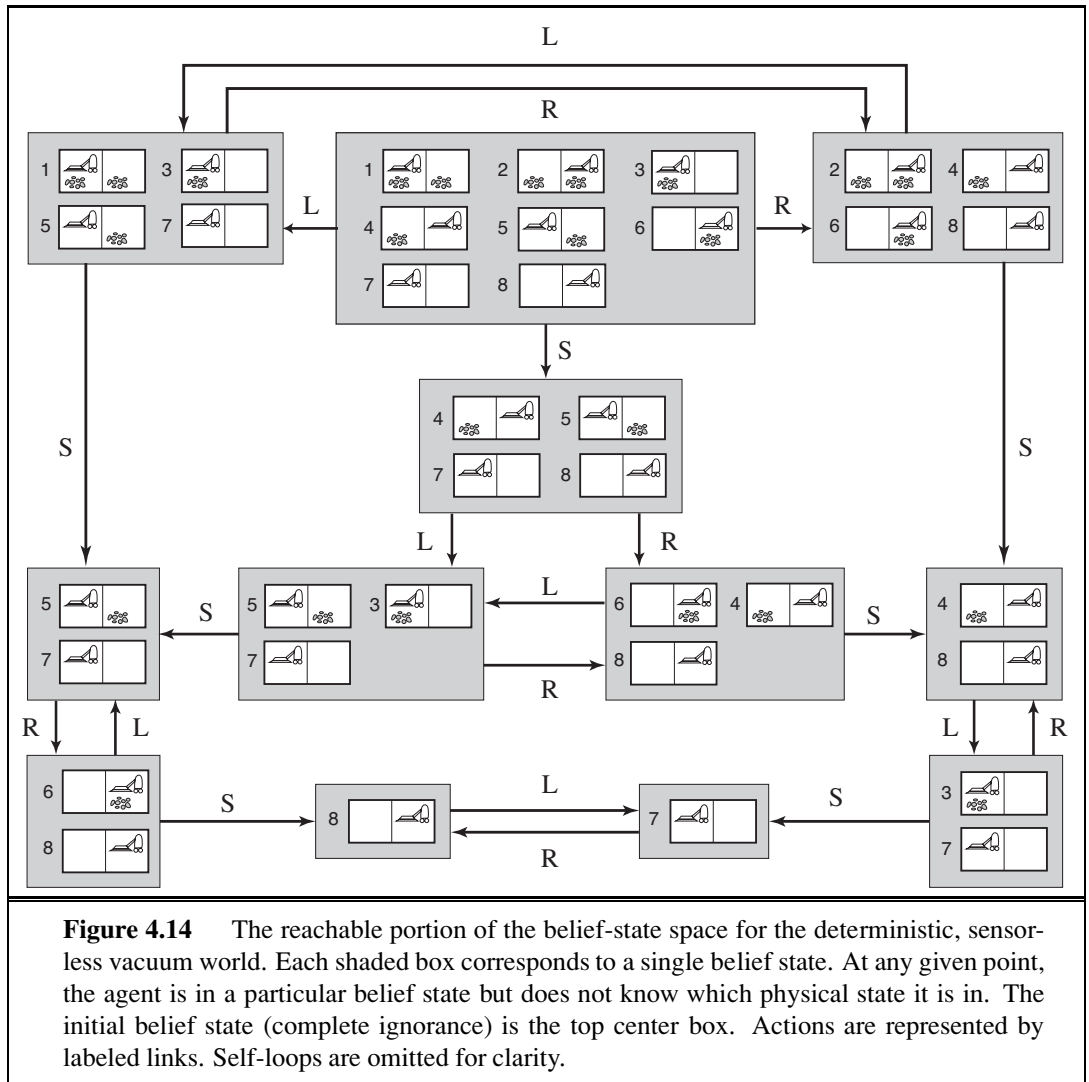 L
R
1 3
5 7
L
1 2 3
4 5 6
7 8
R
2 4
6 8
S
4 5
7 8
S
S
L R
5
7
S
5 3
7
L
R
6 4
8
S
4
8
R L
L R
6
8
S
8
L
R
7
S
3
7
Figure 4.14 The reachable portion of the belief-state space for the deterministic, sensor-
less vacuum world. Each shaded box corresponds to a single belief state. At any given point,
the agent is in a particular belief state but does not know which physical state it is in. The
initial belief state (complete ignorance) is the top center box. Actions are represented by
labeled links. Self-loops are omitted for clarity.